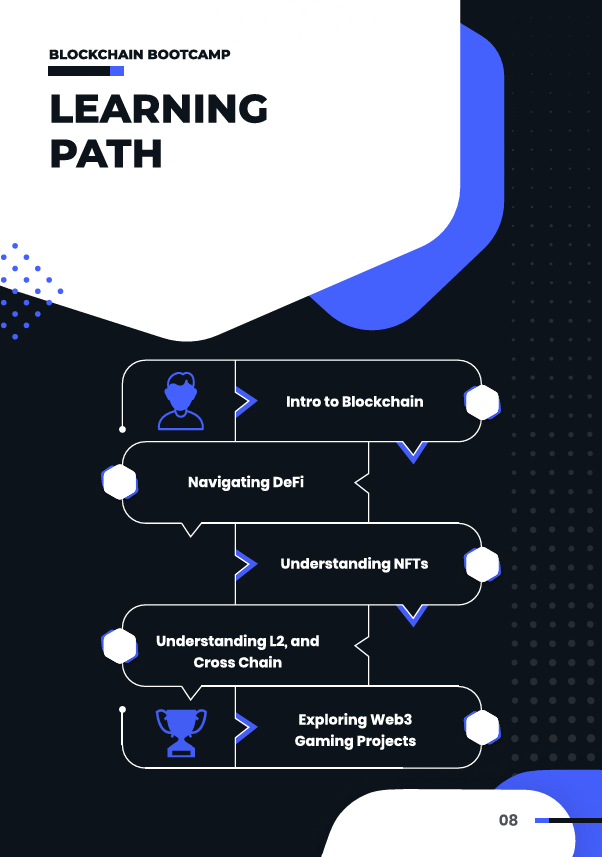 BLOCKCHAIN BOOTCAMP
LEARNING
PATH
Intro to Blockchain
Navigating DeFi
Understanding NFTs
Understanding L2, and
Cross Chain
Exploring Web3
Gaming Projects
08